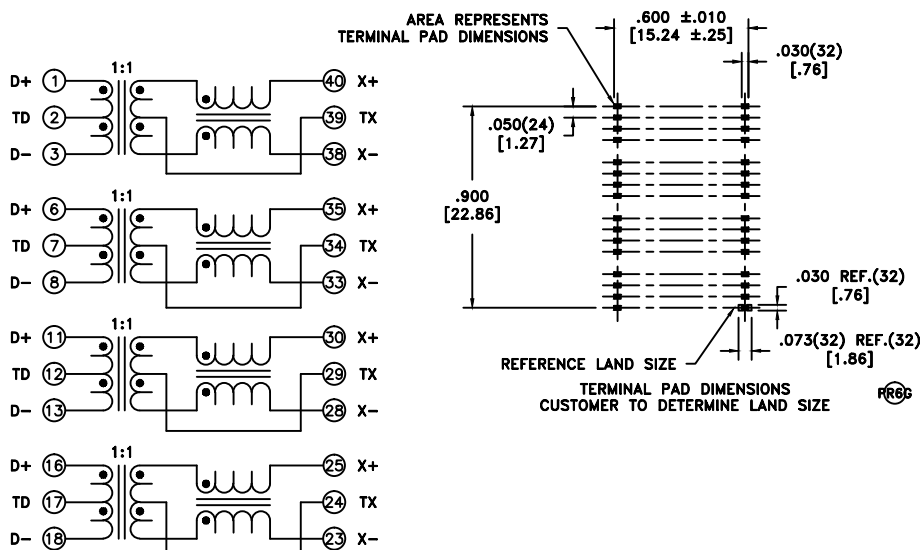 D+ 1 1:1 40 X+
TD 2 39 TX
D- 3 38 X-
D+ 6 1:1 35 X+
TD 7 34 TX
D- 8 33 X-
D+ 11 1:1 30 X+
TD 12 29 TX
D- 13 28 X-
D+ 16 1:1 25 X+
TD 17 24 TX
D- 18 23 X-
AREA REPRESENTS
TERMINAL PAD DIMENSIONS
.600 ±.010
[15.24 ±.25]
.030(32)
[.76]
.050(24)
[1.27]
.900
[22.86]
.030 REF.(32)
[.76]
.073(32) REF.(32)
[1.86]
REFERENCE LAND SIZE
TERMINAL PAD DIMENSIONS
CUSTOMER TO DETERMINE LAND SIZE
PR6G